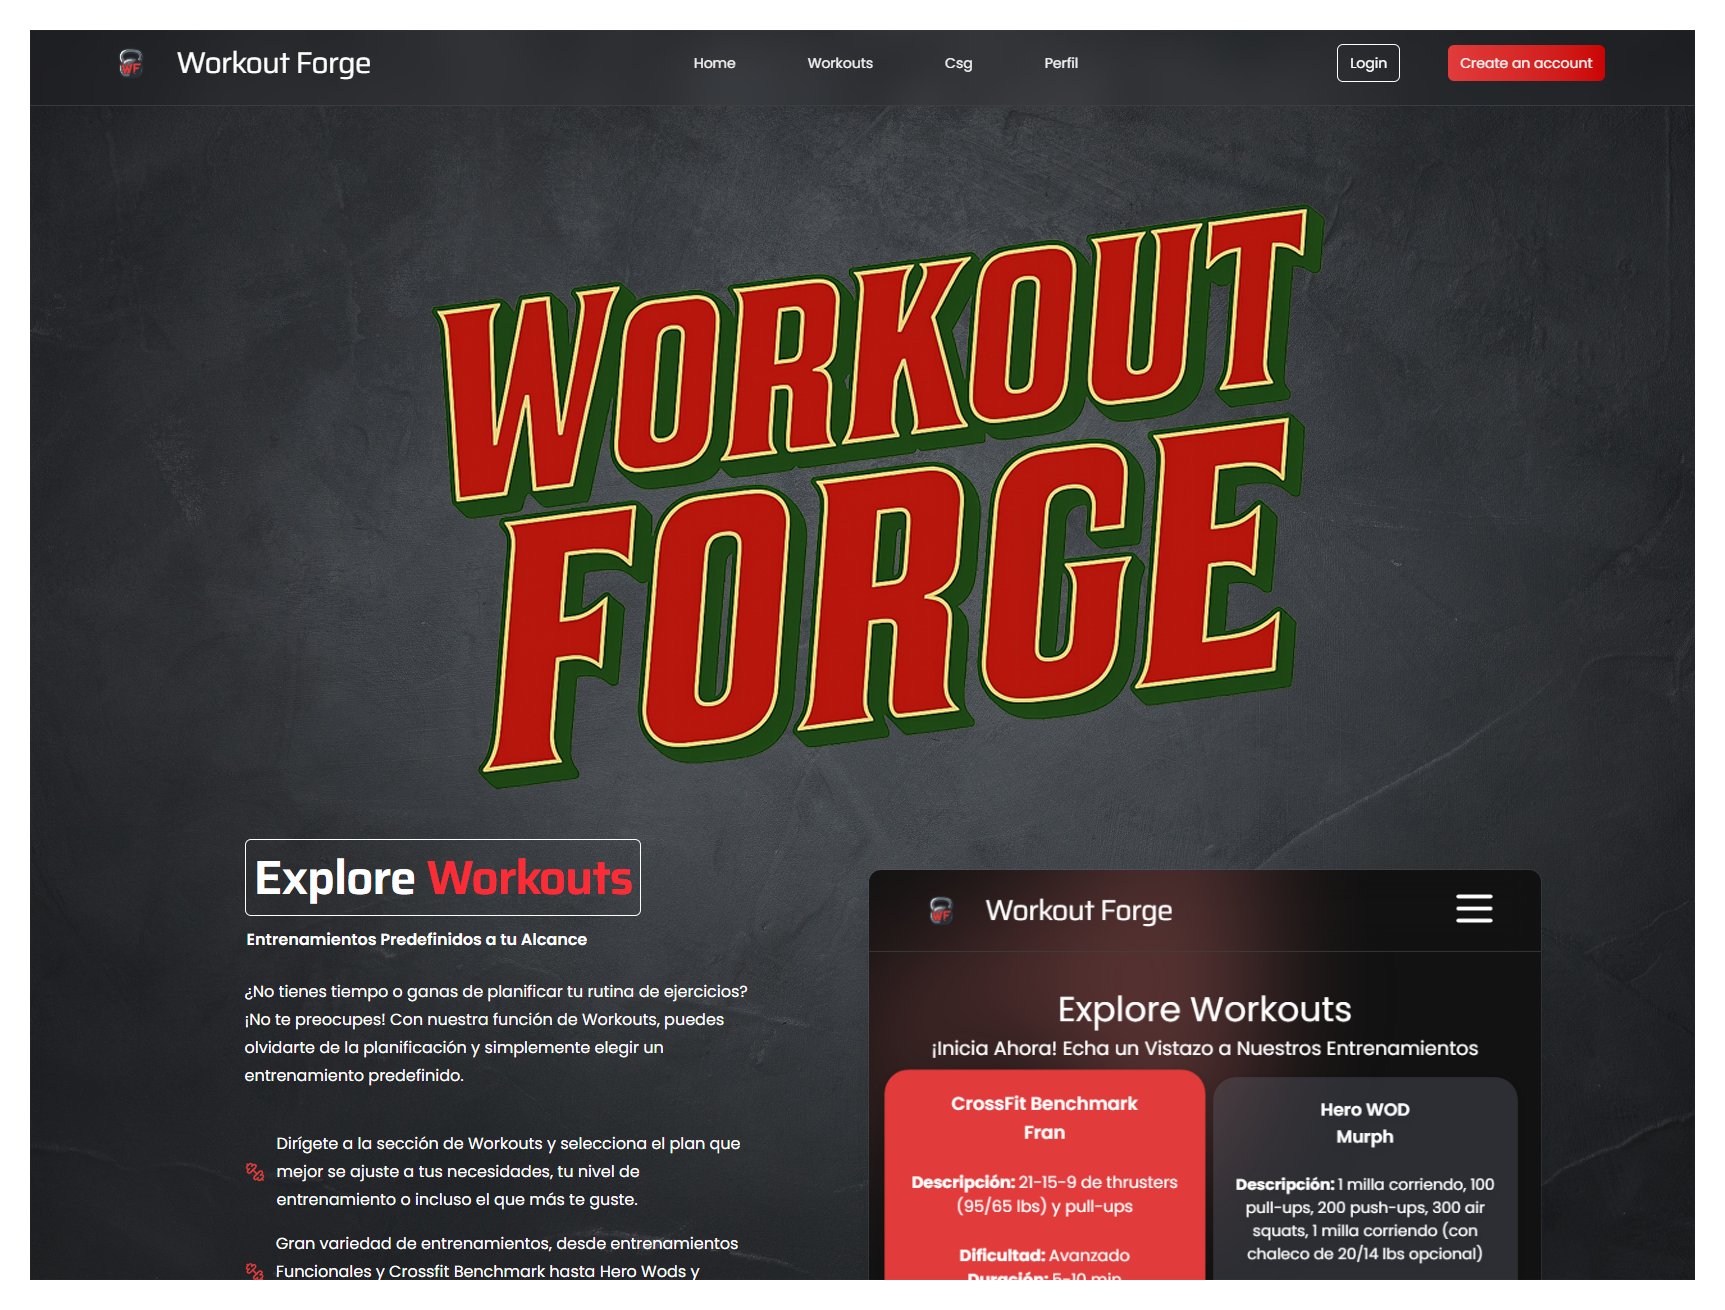 WF
Workout Forge
Home
Workouts
Csg
Perfil
Login
Create an account
WORKOUT
FORGE
Explore Workouts
Entrenamientos Predefinidos a tu Alcance
¿No tienes tiempo o ganas de planificar tu rutina de ejercicios?
¡No te preocupes! Con nuestra función de Workouts, puedes
olvidarte de la planificación y simplemente elegir un
entrenamiento predefinido.
Dirígete a la sección de Workouts y selecciona el plan que
mejor se ajuste a tus necesidades, tu nivel de
entrenamiento o incluso el que más te guste.
Gran variedad de entrenamientos, desde entrenamientos
Funcionales y Crossfit Benchmark hasta Hero Wods y
WF
Workout Forge
Explore Workouts
¡Inicia Ahora! Echa un Vistazo a Nuestros Entrenamientos
CrossFit Benchmark
Fran
Descripción: 21-15-9 de thrusters
(95/65 lbs) y pull-ups
Dificultad: Avanzado
Duración: 5-10 min
Hero WOD
Murph
Descripción: 1 milla corriendo, 100
pull-ups, 200 push-ups, 300 air
squats, 1 milla corriendo (con
chaleco de 20/14 lbs opcional)